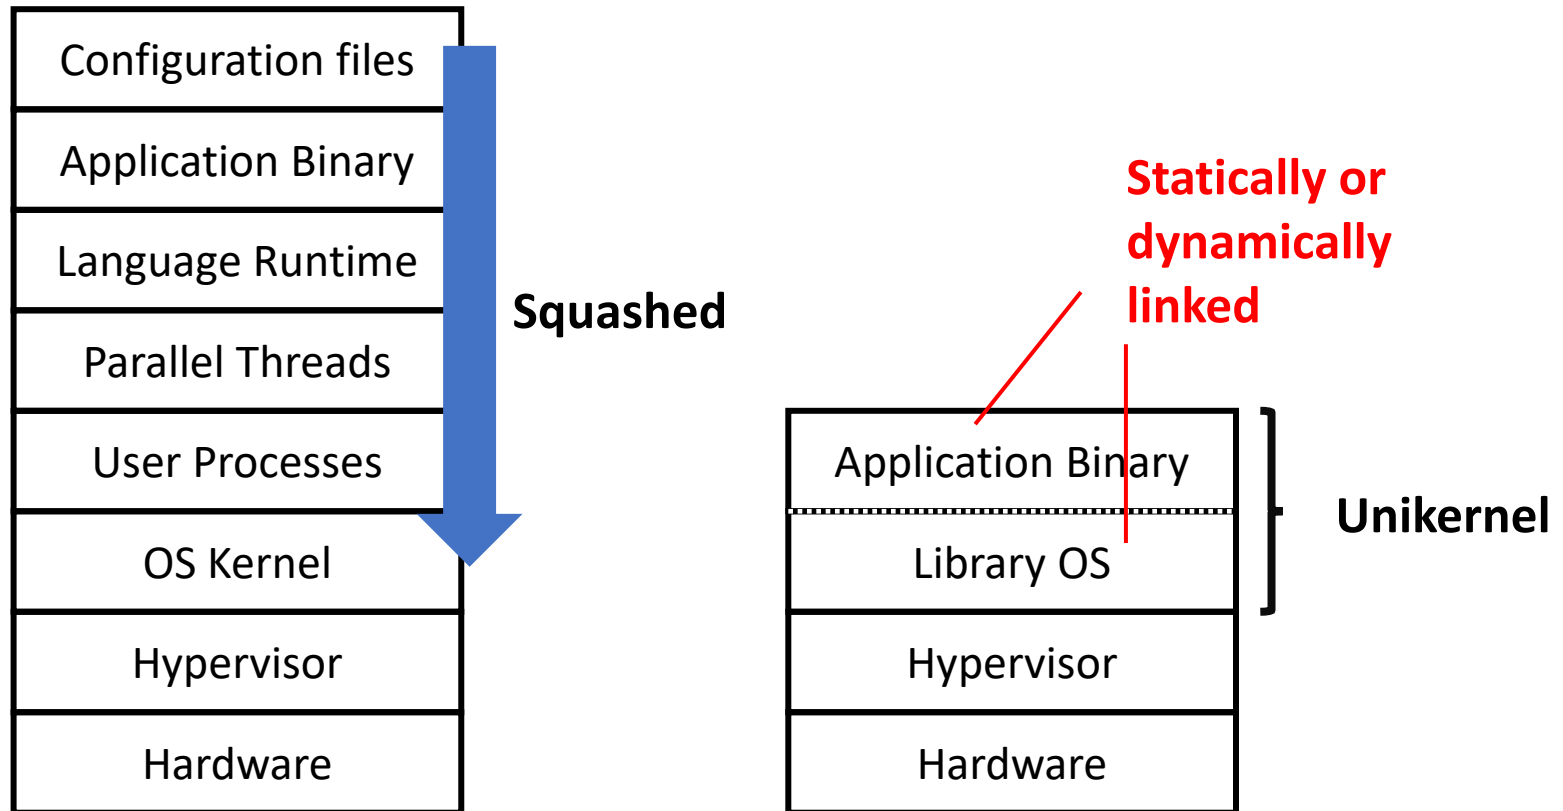 Configuration files
Application Binary
Language Runtime
Parallel Threads
User Processes
OS Kernel
Hypervisor
Hardware
Squashed
Statically or
dynamically
linked
Application Binary
Library OS
Hypervisor
Hardware
Unikernel